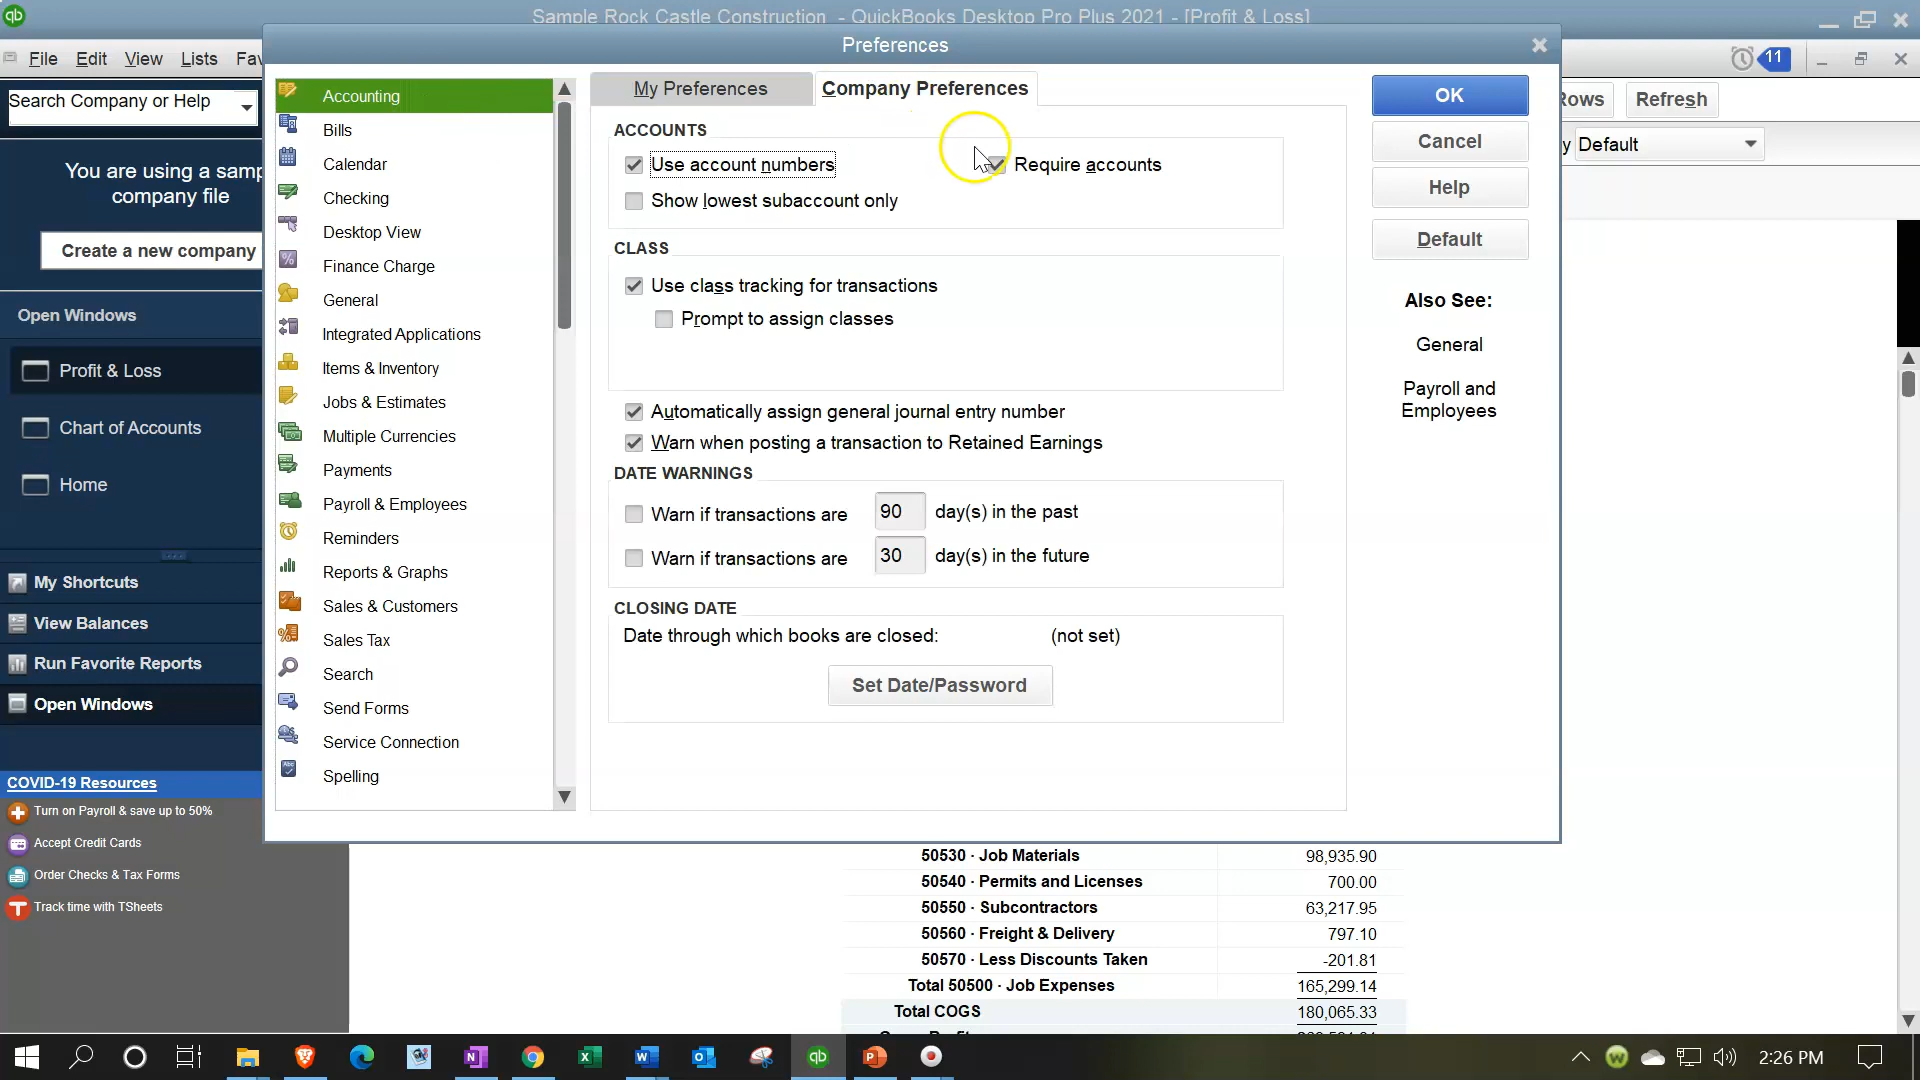 Sample Rock Castle Construction - QuickBooks Desktop Pro Plus 2021 - [Profit & Loss]
Preferences
File Edit View Lists Fav
11
Search Company or Help
You are using a samp
company file
Create a new company
Open Windows
Profit & Loss
Chart of Accounts
Home
My Shortcuts
View Balances
Run Favorite Reports
Open Windows
COVID-19 Resources
Turn on Payroll & save up to 50%
Accept Credit Cards
Order Checks & Tax Forms
Track time with TSheets
Accounting
Bills
Calendar
Checking
Desktop View
Finance Charge
General
Integrated Applications
Items & Inventory
Jobs & Estimates
Multiple Currencies
Payments
Payroll & Employees
Reminders
Reports & Graphs
Sales & Customers
Sales Tax
Search
Send Forms
Service Connection
Spelling
My Preferences Company Preferences
ACCOUNTS
Use account numbers Require accounts
Show lowest subaccount only
CLASS
Use class tracking for transactions
Prompt to assign classes
Automatically assign general journal entry number
Warn when posting a transaction to Retained Earnings
DATE WARNINGS
Warn if transactions are 90 day(s) in the past
Warn if transactions are 30 day(s) in the future
CLOSING DATE
Date through which books are closed: (not set)
Set Date/Password
OK
Cancel
Help
Default
Also See:
General
Payroll and
Employees
Rows Refresh
y Default
50530 · Job Materials 98,935.90
50540 · Permits and Licenses 700.00
50550 · Subcontractors 63,217.95
50560 · Freight & Delivery 797.10
50570 · Less Discounts Taken -201.81
Total 50500 · Job Expenses 165,299.14
Total COGS 180,065.33
2:26 PM